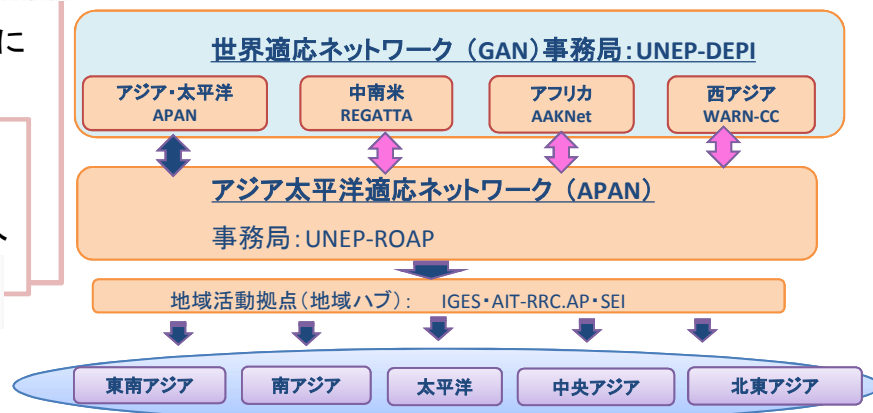 に
世界適応ネットワーク（GAN）事務局：UNEP-DEPI
アジア・太平洋
APAN
中南米
REGATTA
アフリカ
AAKNet
西アジア
WARN-CC
アジア太平洋適応ネットワーク（APAN）
事務局：UNEP-ROAP
地域活動拠点（地域ハブ）： IGES・AIT-RRC.AP・SEI
東南アジア
南アジア
太平洋
中央アジア
北東アジア